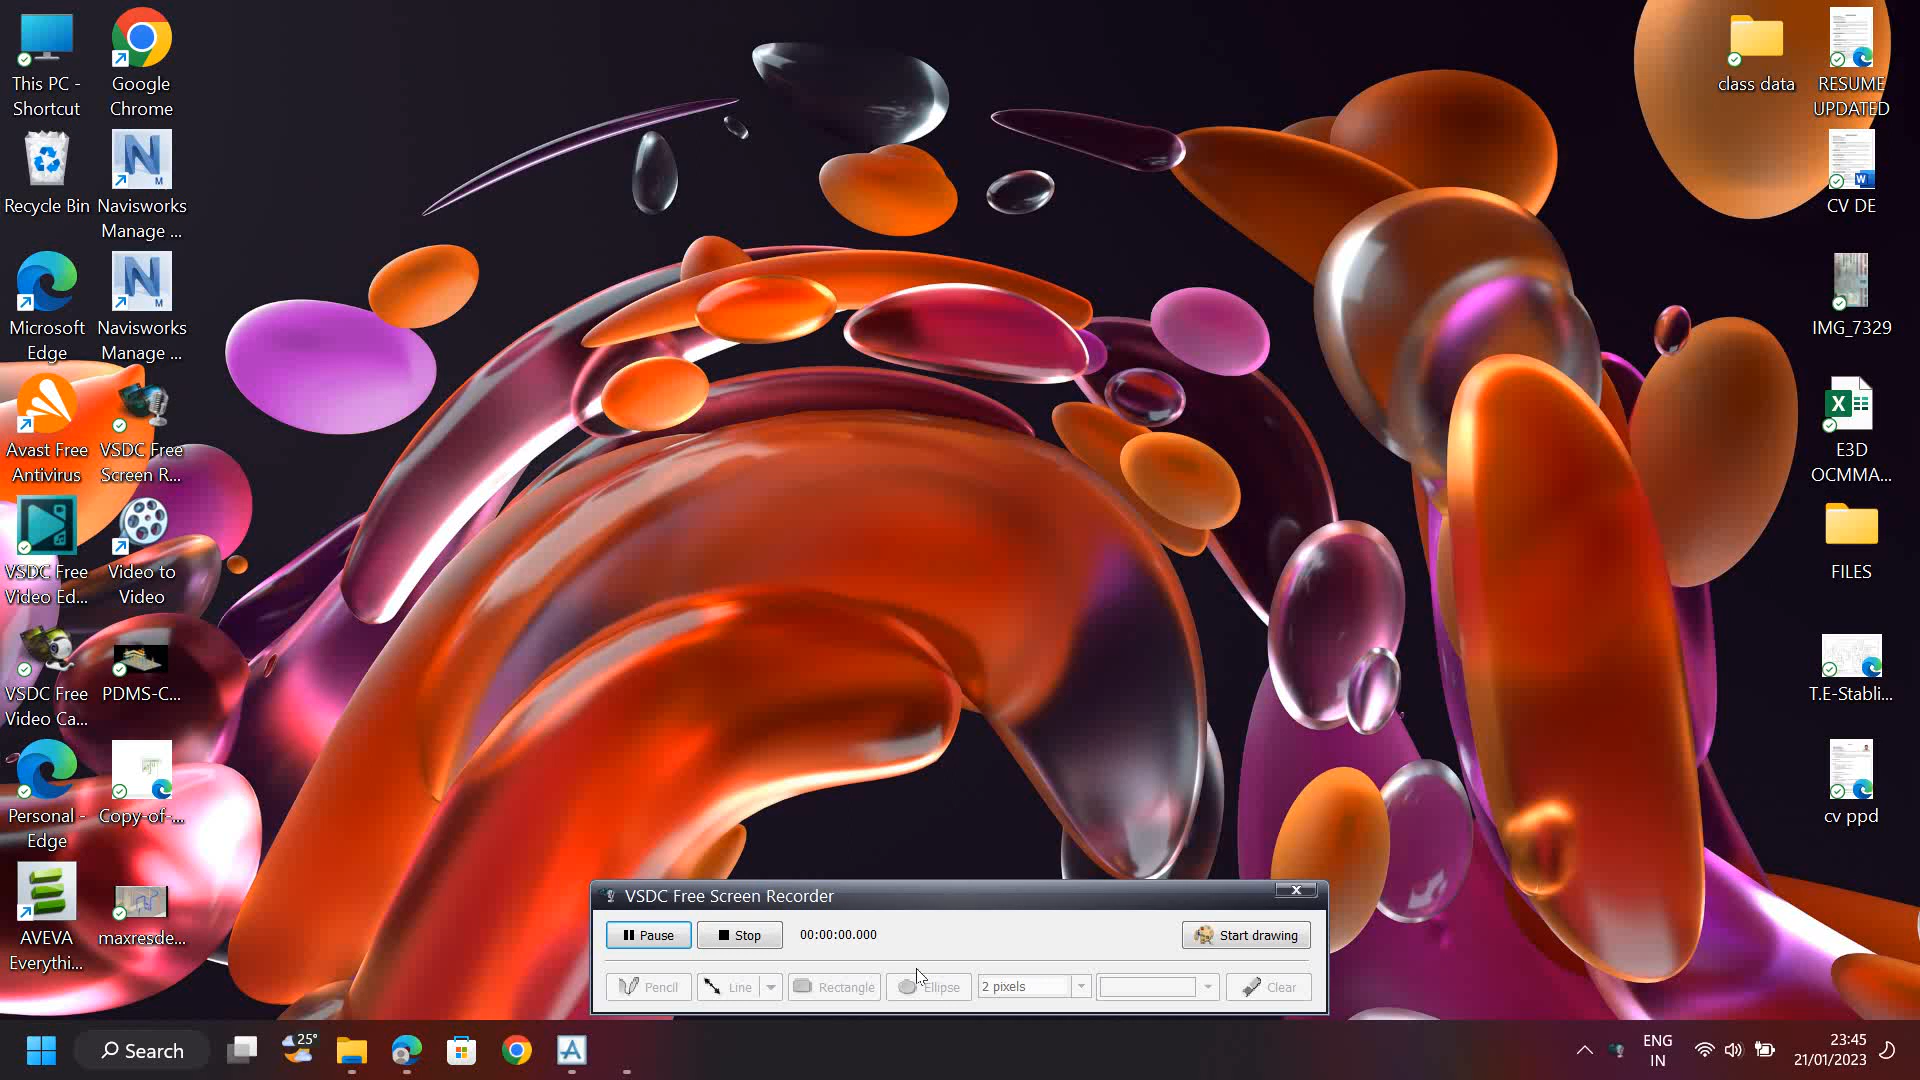 This PC -
Shortcut
Google
Chrome
Recycle Bin
Navisworks
Manage ...
Microsoft
Edge
Navisworks
Manage ...
Avast Free
Antivirus
VSDC Free
Screen R...
VSDC Free
Video Ed...
Video to
Video
VSDC Free
Video Ca...
PDMS-C...
Personal -
Edge
Copy-of-...
AVEVA
Everythi...
maxresde...
class data
RESUME
UPDATED
CV DE
IMG_7329
E3D
OCMMA...
FILES
T.E-Stabli...
cv ppd
VSDC Free Screen Recorder
Pause
Stop
00:00:00.000
Start drawing
Pencil
Line
Rectangle
Ellipse
2 pixels
Clear
Search
25°
ENG
IN
23:45
21/01/2023